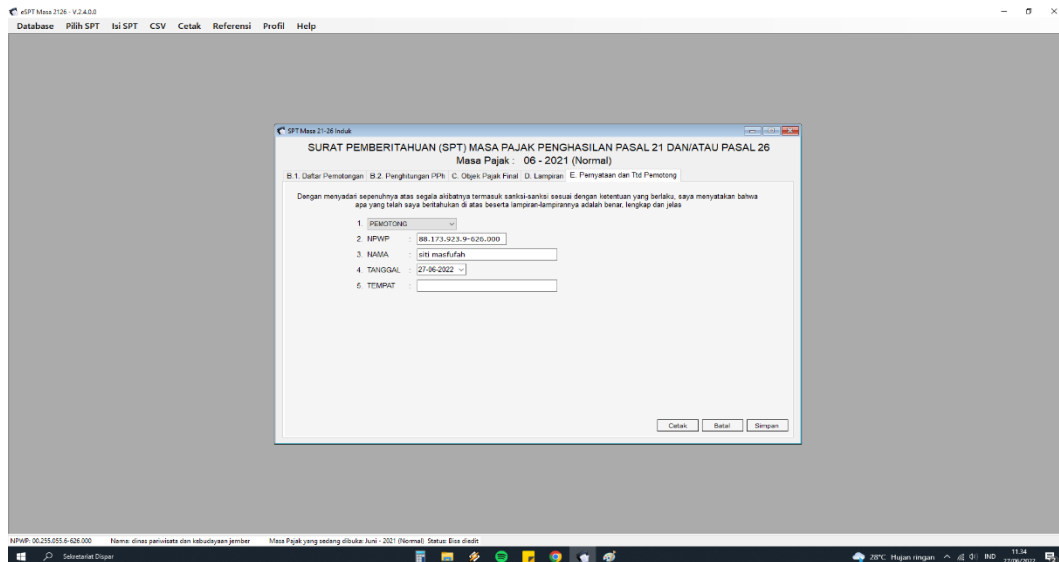 eSPT Masa 2126 - V.2.4.0.0
Database Pilih SPT Isi SPT CSV Cetak Referensi Profil Help
SPT Masa 21-26 Induk
SURAT PEMBERITAHUAN (SPT) MASA PAJAK PENGHASILAN PASAL 21 DAN/ATAU PASAL 26
Masa Pajak : 06 - 2021 (Normal)
B.1. Daftar Pemotongan B.2. Penghitungan PPh C. Objek Pajak Final D. Lampiran E. Pernyataan dan Ttd Pemotong
Dengan menyadari sepenuhnya atas segala akibatnya termasuk sanksi-sanksi sesuai dengan ketentuan yang berlaku, saya menyatakan bahwa
apa yang telah saya beritahukan di atas beserta lampiran-lampirannya adalah benar, lengkap dan jelas
1. PEMOTONG
2. NPWP : 88.173.923.9-626.000
3. NAMA : siti masfufah
4. TANGGAL : 27-06-2022
5. TEMPAT :
Cetak Batal Simpan
NPWP: 00.255.055.6-626.000 Nama: dinas pariwisata dan kebudayaan jember Masa Pajak yang sedang dibuka: Juni - 2021 (Normal) Status: Bisa diedit
Sekretariat Dispar
28°C Hujan ringan IND 11.34
27/06/2022